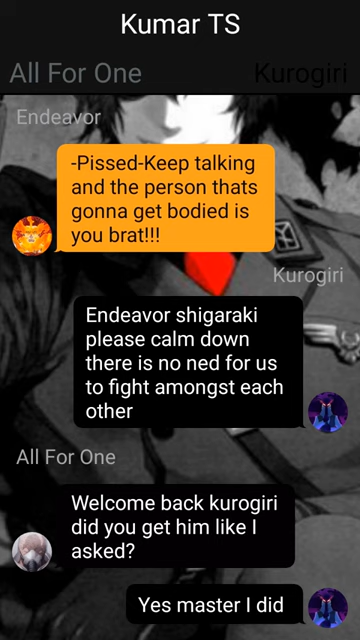 Kumar TS
All For One
Kurogiri
Endeavor
-Pissed-Keep talking
and the person thats
gonna get bodied is
you brat!!!
Kurogiri
Endeavor shigaraki
please calm down
there is no ned for us
to fight amongst each
other
All For One
Welcome back kurogiri
did you get him like I
asked?
Yes master I did